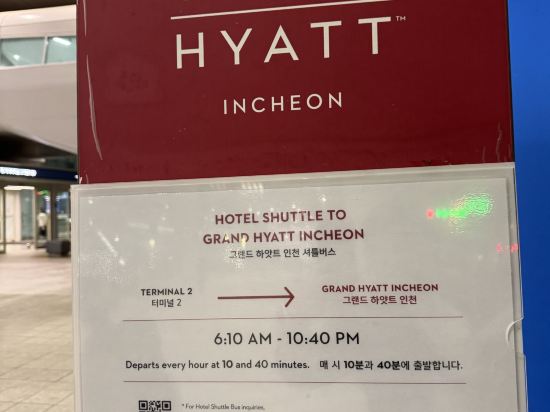 HYATT™
INCHEON
HOTEL SHUTTLE TO
GRAND HYATT INCHEON
그랜드 하얏트 인천 셔틀버스
TERMINAL 2 → GRAND HYATT INCHEON
터미널 2 그랜드 하얏트 인천
6:10 AM - 10:40 PM
Departs every hour at 10 and 40 minutes. 매 시 10분과 40분에 출발합니다.
* For Hotel Shuttle Bus inquiries,